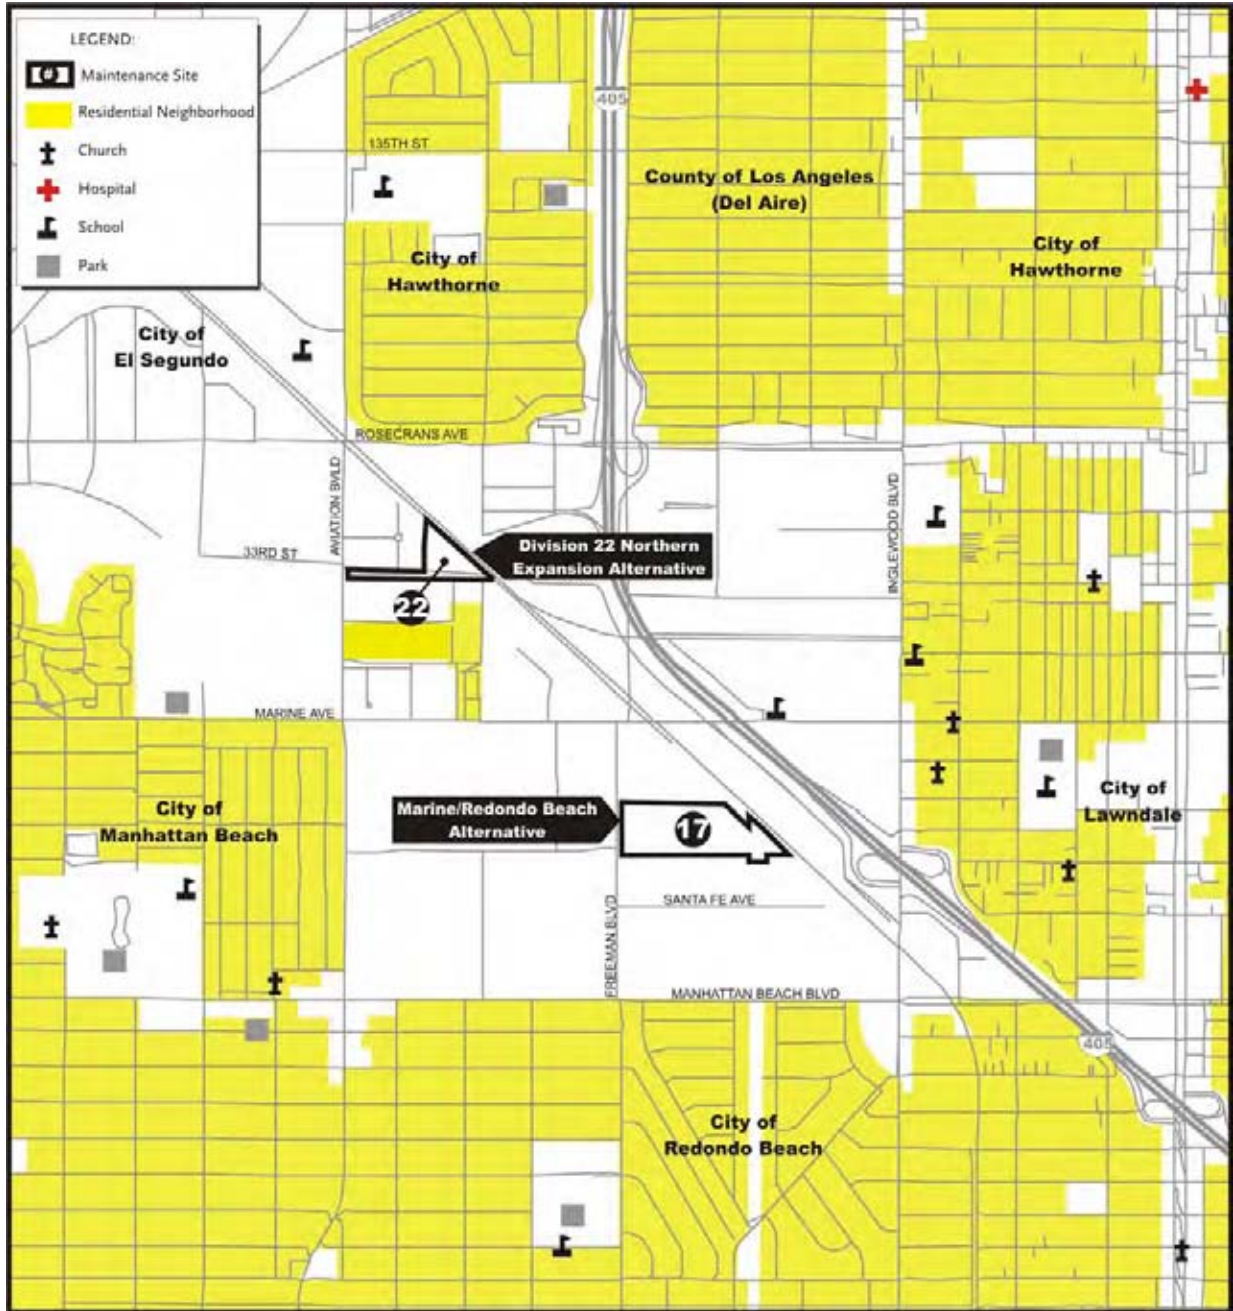 LEGEND:
# Maintenance Site
Residential Neighborhood
Church
Hospital
School
Park
405
135TH ST
County of Los Angeles
(Del Aire)
City of
Hawthorne
City of
Hawthorne
City of
El Segundo
ROSECRANS AVE
AVIATION BVLD
INGLEWOOD BLVD
33RD ST
Division 22 Northern
Expansion Alternative
22
MARINE AVE
City of
Manhattan Beach
Marine/Redondo Beach
Alternative
17
City of
Lawndale
SANTA FE AVE
FREEMAN BLVD
MANHATTAN BEACH BLVD
405
City of
Redondo Beach